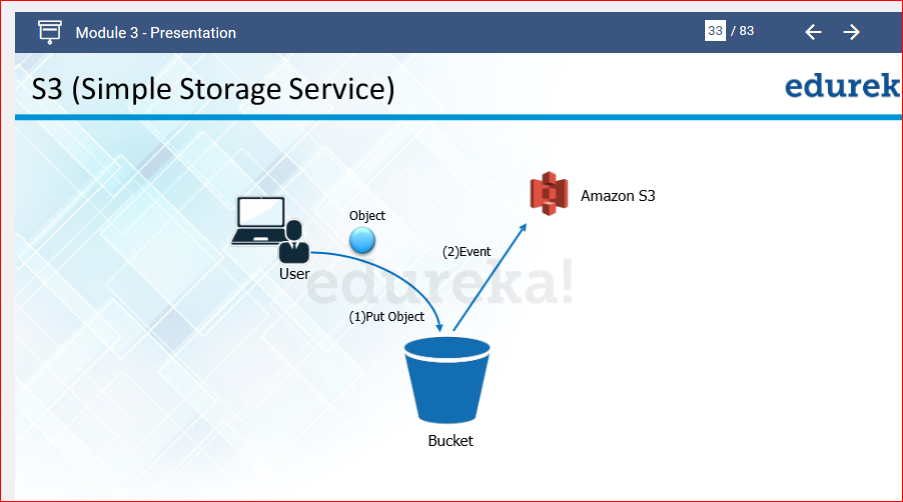 Module 3 - Presentation
33 / 83
S3 (Simple Storage Service)
edurek
Amazon S3
Object
(2)Event
User
edureka!
(1)Put Object
Bucket